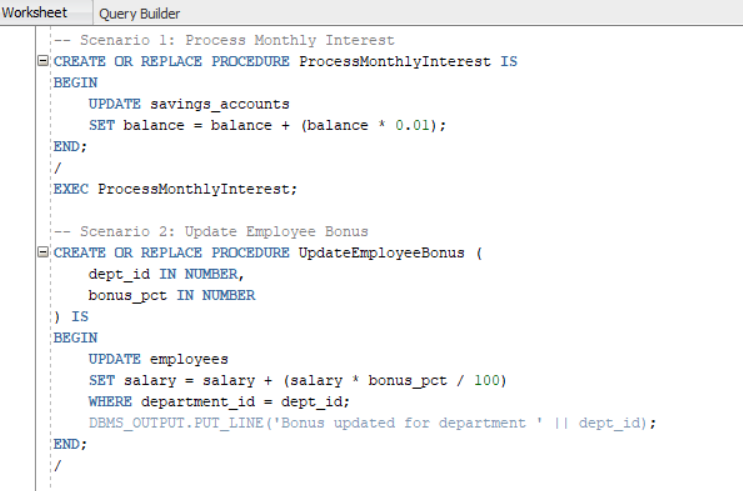 Worksheet Query Builder
-- Scenario 1: Process Monthly Interest
CREATE OR REPLACE PROCEDURE ProcessMonthlyInterest IS
BEGIN
    UPDATE savings_accounts
    SET balance = balance + (balance * 0.01);
END;
/
EXEC ProcessMonthlyInterest;
-- Scenario 2: Update Employee Bonus
CREATE OR REPLACE PROCEDURE UpdateEmployeeBonus (
    dept_id IN NUMBER,
    bonus_pct IN NUMBER
) IS
BEGIN
    UPDATE employees
    SET salary = salary + (salary * bonus_pct / 100)
    WHERE department_id = dept_id;
    DBMS_OUTPUT.PUT_LINE('Bonus updated for department ' || dept_id);
END;
/